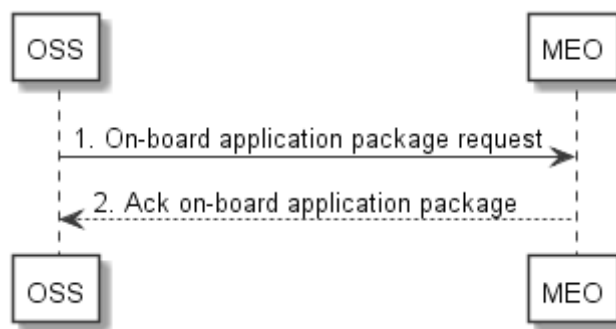 OSS
MEO
1. On-board application package request
2. Ack on-board application package
OSS
MEO